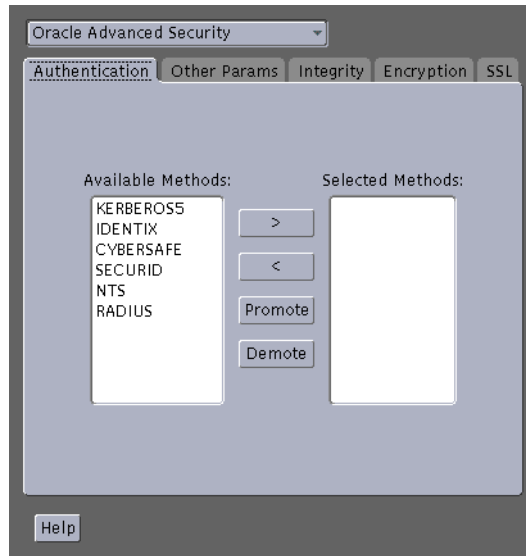 Oracle Advanced Security
Authentication Other Params Integrity Encryption SSL
Available Methods: Selected Methods:
KERBEROS5
IDENTIX
CYBERSAFE
SECURID
NTS
RADIUS
>
<
Promote
Demote
Help